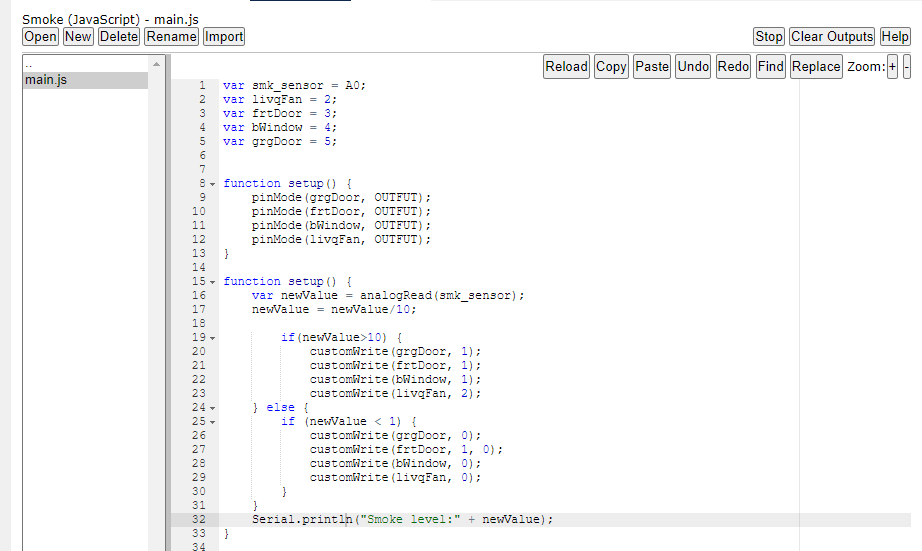 Smoke (JavaScript) - main.js
Open New Delete Rename Import Stop Clear Outputs Help
..
main.js
Reload Copy Paste Undo Redo Find Replace Zoom: + -
1 var smk_sensor = A0;
2 var livqFan = 2;
3 var frtDoor = 3;
4 var bWindow = 4;
5 var grgDoor = 5;
6
7
8 function setup() {
9 pinMode(grgDoor, OUTFUT);
10 pinMode(frtDoor, OUTFUT);
11 pinMode(bWindow, OUTFUT);
12 pinMode(livqFan, OUTFUT);
13 }
14
15 function setup() {
16 var newValue = analogRead(smk_sensor);
17 newValue = newValue/10;
18
19 if(newValue>10) {
20 customWrite(grgDoor, 1);
21 customWrite(frtDoor, 1);
22 customWrite(bWindow, 1);
23 customWrite(livqFan, 2);
24 } else {
25 if (newValue < 1) {
26 customWrite(grgDoor, 0);
27 customWrite(frtDoor, 1, 0);
28 customWrite(bWindow, 0);
29 customWrite(livqFan, 0);
30 }
31 }
32 Serial.println("Smoke level:" + newValue);
33 }
34